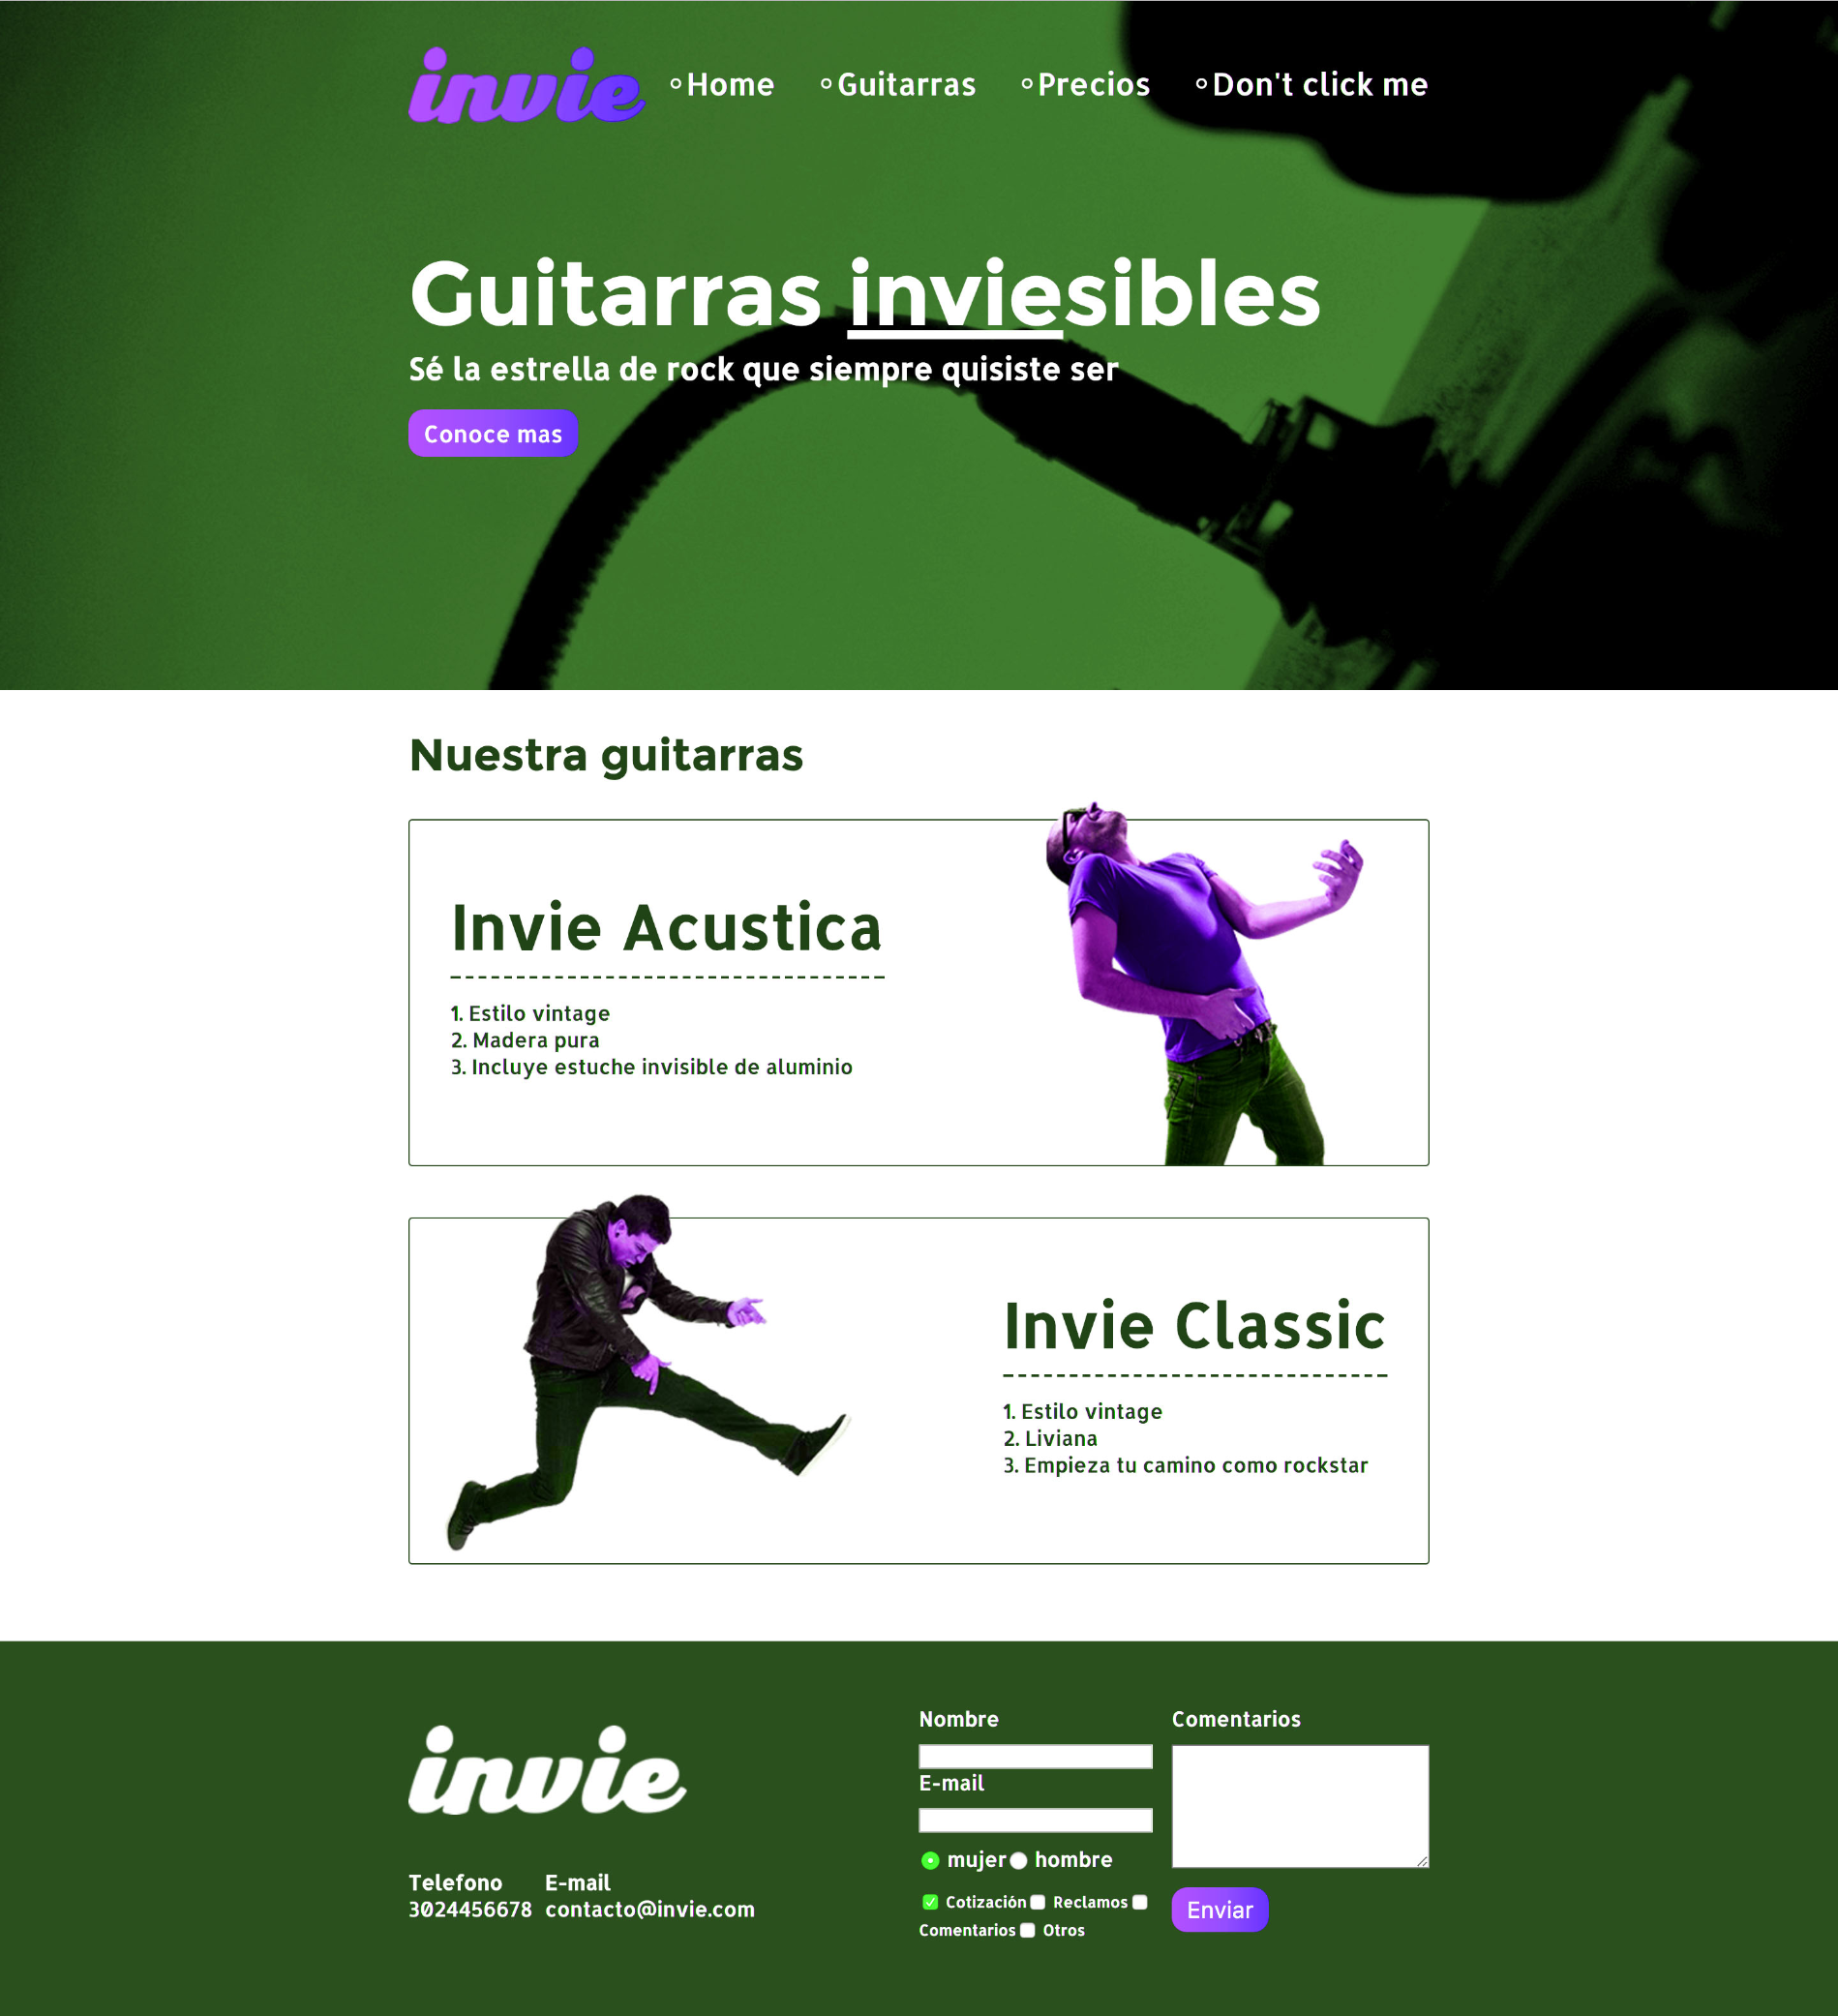 invie
Home
Guitarras
Precios
Don't click me
Guitarras inviesibles
Sé la estrella de rock que siempre quisiste ser
Conoce mas
Nuestra guitarras
Invie Acustica
1. Estilo vintage
2. Madera pura
3. Incluye estuche invisible de aluminio
Invie Classic
1. Estilo vintage
2. Liviana
3. Empieza tu camino como rockstar
invie
Telefono
3024456678
E-mail
contacto@invie.com
Nombre
E-mail
mujer hombre
Cotización Reclamos
Comentarios Otros
Comentarios
Enviar